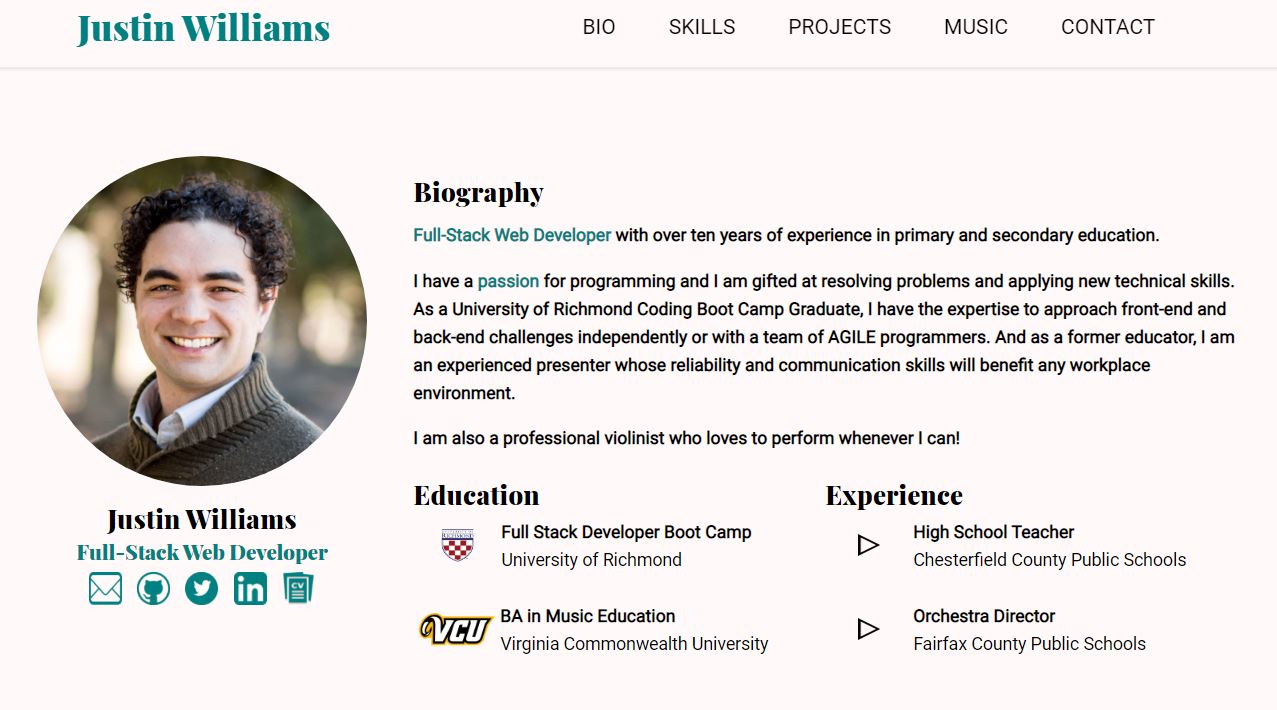 Justin Williams
BIO SKILLS PROJECTS MUSIC CONTACT
Biography
Full-Stack Web Developer with over ten years of experience in primary and secondary education.
I have a passion for programming and I am gifted at resolving problems and applying new technical skills.
As a University of Richmond Coding Boot Camp Graduate, I have the expertise to approach front-end and
back-end challenges independently or with a team of AGILE programmers. And as a former educator, I am
an experienced presenter whose reliability and communication skills will benefit any workplace
environment.
I am also a professional violinist who loves to perform whenever I can!
Justin Williams
Full-Stack Web Developer
in
CV
Education
RICHMOND
Full Stack Developer Boot Camp
University of Richmond
VCU
BA in Music Education
Virginia Commonwealth University
Experience
High School Teacher
Chesterfield County Public Schools
Orchestra Director
Fairfax County Public Schools